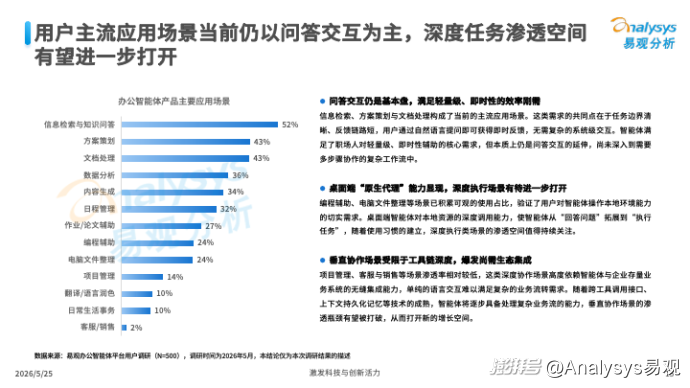 用户主流应用场景当前仍以问答交互为主，深度任务渗透空间
有望进一步打开
analysys
易观分析
办公智能体产品主要应用场景
信息检索与知识问答 52%
方案策划 43%
文档处理 43%
数据分析 36%
内容生成 34%
日程管理 32%
作业/论文辅助 27%
编程辅助 24%
电脑文件整理 24%
项目管理 14%
翻译/语言润色 10%
日常生活事务 10%
客服/销售 2%
analysys
易观分析
问答交互仍是基本盘，满足轻量级、即时性的效率刚需
信息检索、方案策划与文档处理构成了当前的主流应用场景。这类需求的共同点在于任务边界清
晰、反馈链路短，用户通过自然语言提问即可获得即时反馈，无需复杂的系统级交互。智能体满
足了职场人对轻量级、即时性辅助的核心需求，但本质上仍是问答交互的延伸，尚未深入到需要
多步骤协作的复杂工作流中。
桌面端“原生代理”能力显现，深度执行场景有待进一步打开
编程辅助、电脑文件整理等场景已积累可观的使用占比，验证了用户对智能体操作本地环境能力
的切实需求。桌面端智能体对本地资源的深度调用能力，使智能体从“回答问题”拓展到“执行
任务”，随着使用习惯的建立，深度执行类场景的渗透空间值得持续关注。
垂直协作场景受限于工具链深度，爆发尚需生态集成
项目管理、客服与销售等场景渗透率相对较低，这类深度协作场景高度依赖智能体与企业存量业
务系统的无缝集成能力，单纯的语言交互难以满足复杂的业务流转需求。随着跨工具调用接口、
上下文持久化记忆等技术的成熟，智能体将逐步具备处理复杂业务流的能力，垂直协作场景的渗
透瓶颈有望被打破，从而打开新的增长空间。
数据来源：易观办公智能体平台用户调研（N=500），调研时间为2026年5月，本结论仅为本次调研结果的描述
2026/5/25
激发科技与创新活力
澎湃号 @Analysys易观